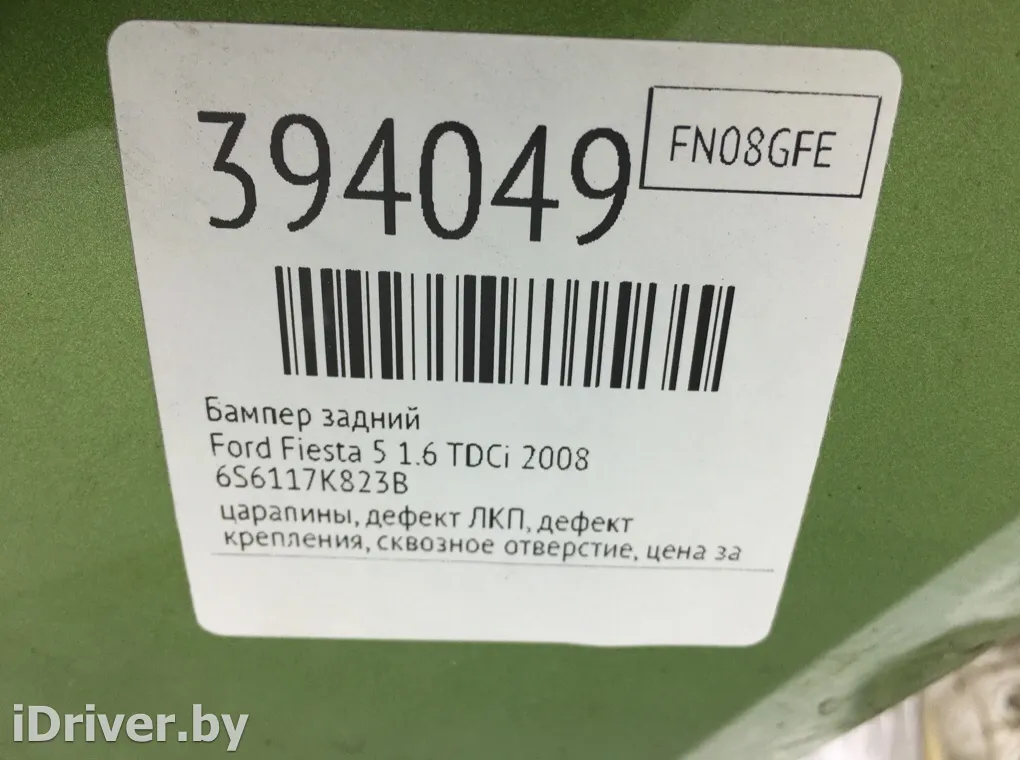 394049
FN08GFE
Бампер задний
Ford Fiesta 5 1.6 TDCi 2008
6S6117K823B
царапины, дефект ЛКП, дефект
крепления, сквозное отверстие, цена за
iDriver.by